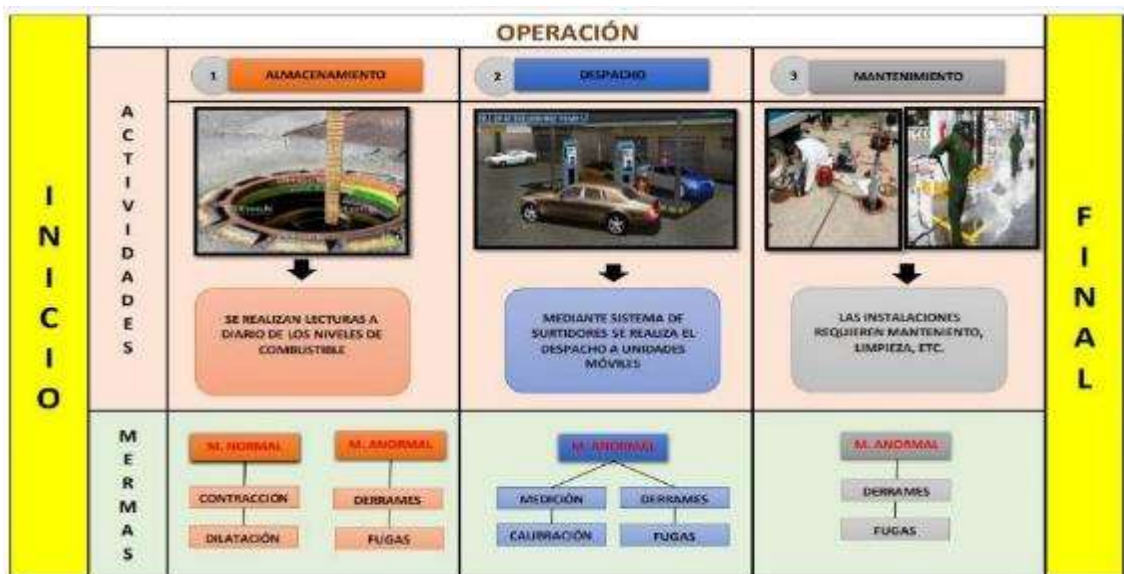 OPERACIÓN
INICIO
ACTIVIDADES
1 ALMACENAMIENTO
2 DESPACHO
3 MANTENIMIENTO
SE REALIZAN LECTURAS A
DIARIO DE LOS NIVELES DE
COMBUSTIBLE
MEDIANTE SISTEMA DE
SURTIDORES SE REALIZA EL
DESPACHO A UNIDADES
MÓVILES
LAS INSTALACIONES
REQUIEREN MANTENIENTO,
LIMPIEZA, ETC.
MERMAS
M. NORMAL
CONTRACCIÓN
DILATACIÓN
M. ANORMAL
DERRAMES
FUGAS
M. ANORMAL
MEDICIÓN
CALIBRACIÓN
DERRAMES
FUGAS
M. ANORMAL
DERRAMES
FUGAS
FINAL